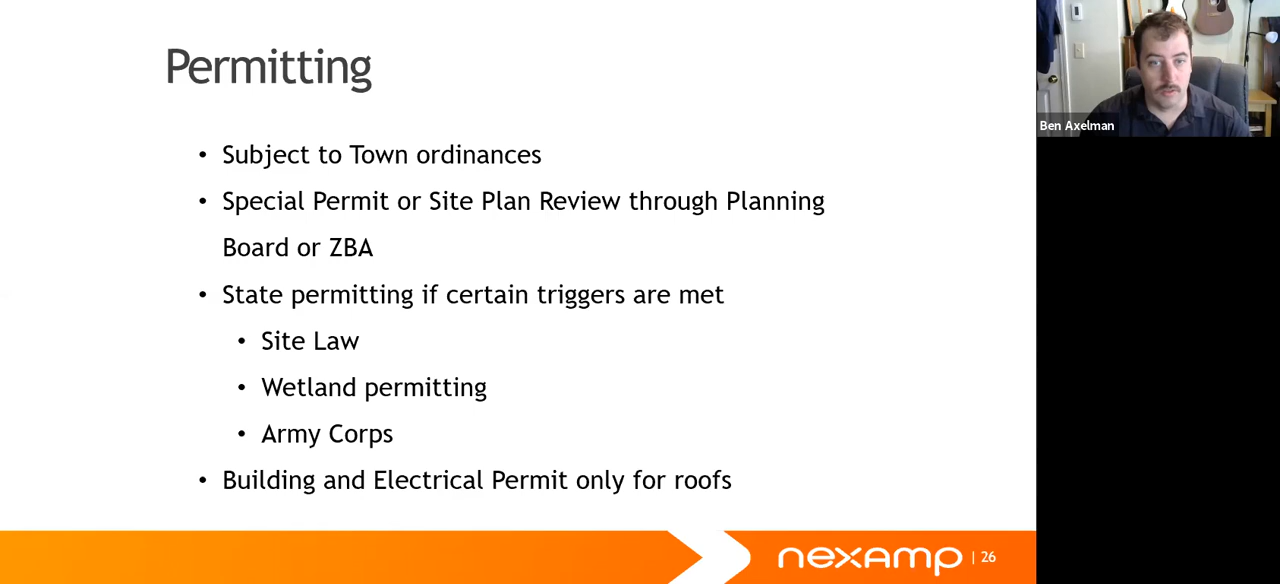 Permitting
• Subject to Town ordinances
• Special Permit or Site Plan Review through Planning
Board or ZBA
• State permitting if certain triggers are met
• Site Law
• Wetland permitting
• Army Corps
• Building and Electrical Permit only for roofs
nexamp | 26
Ben Axelman